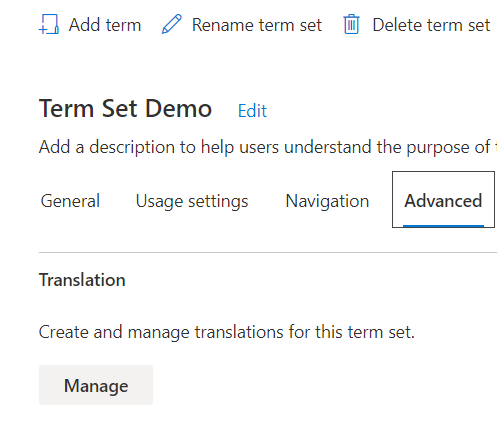 Add term Rename term set Delete term set
Term Set Demo Edit
Add a description to help users understand the purpose of
General Usage settings Navigation Advanced
Translation
Create and manage translations for this term set.
Manage